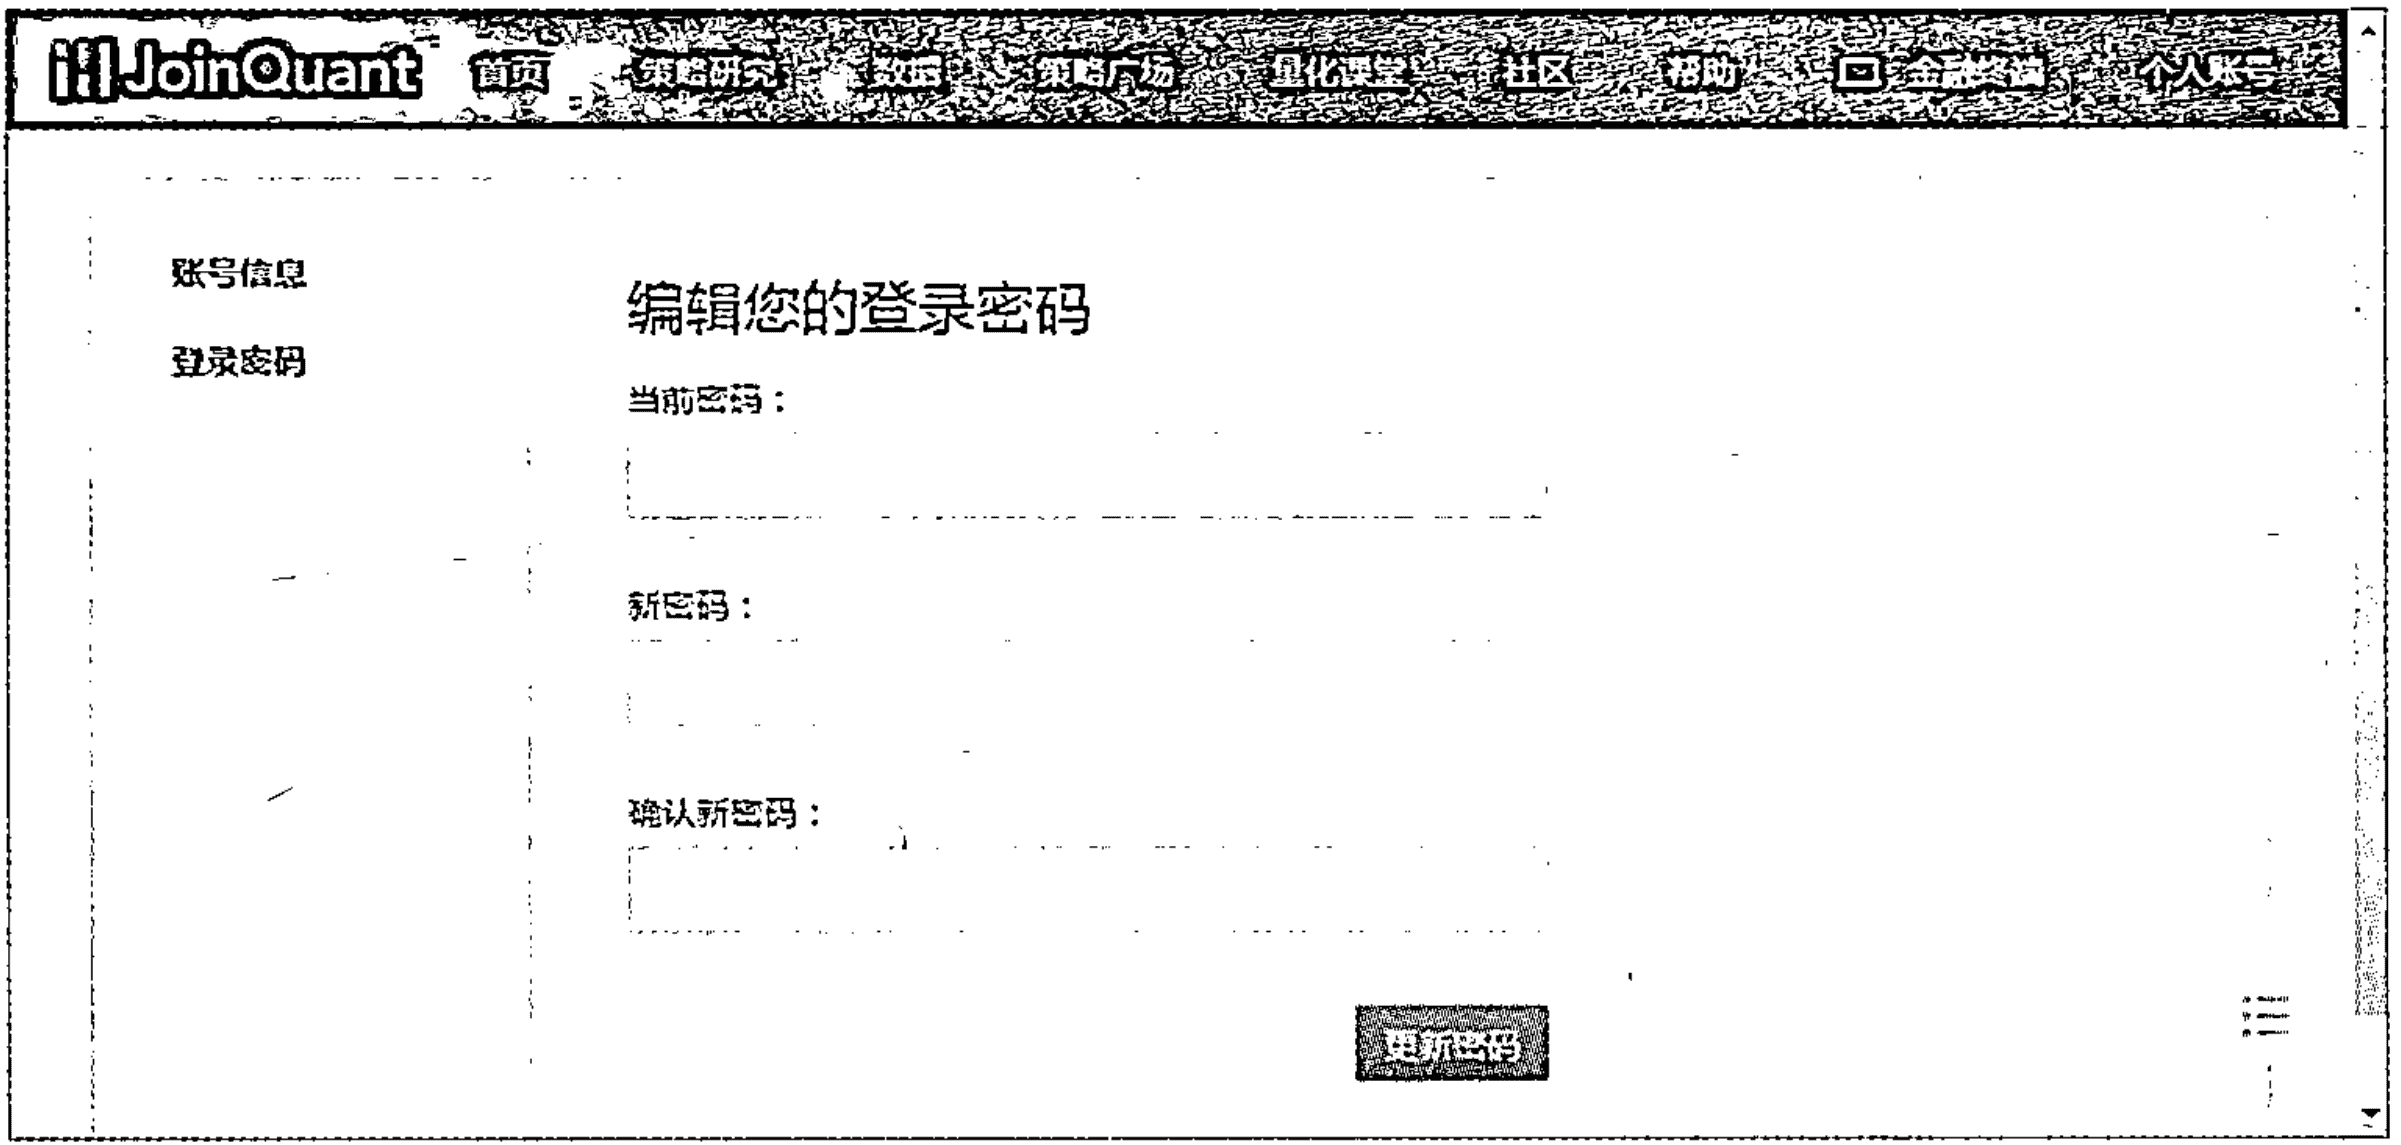 JoinQuant 首页 策略研究 数据 策略广场 量化课堂 社区 帮助 金融终端 个人账号
账号信息
登录密码
编辑您的登录密码
当前密码：
新密码：
确认新密码：
更新密码